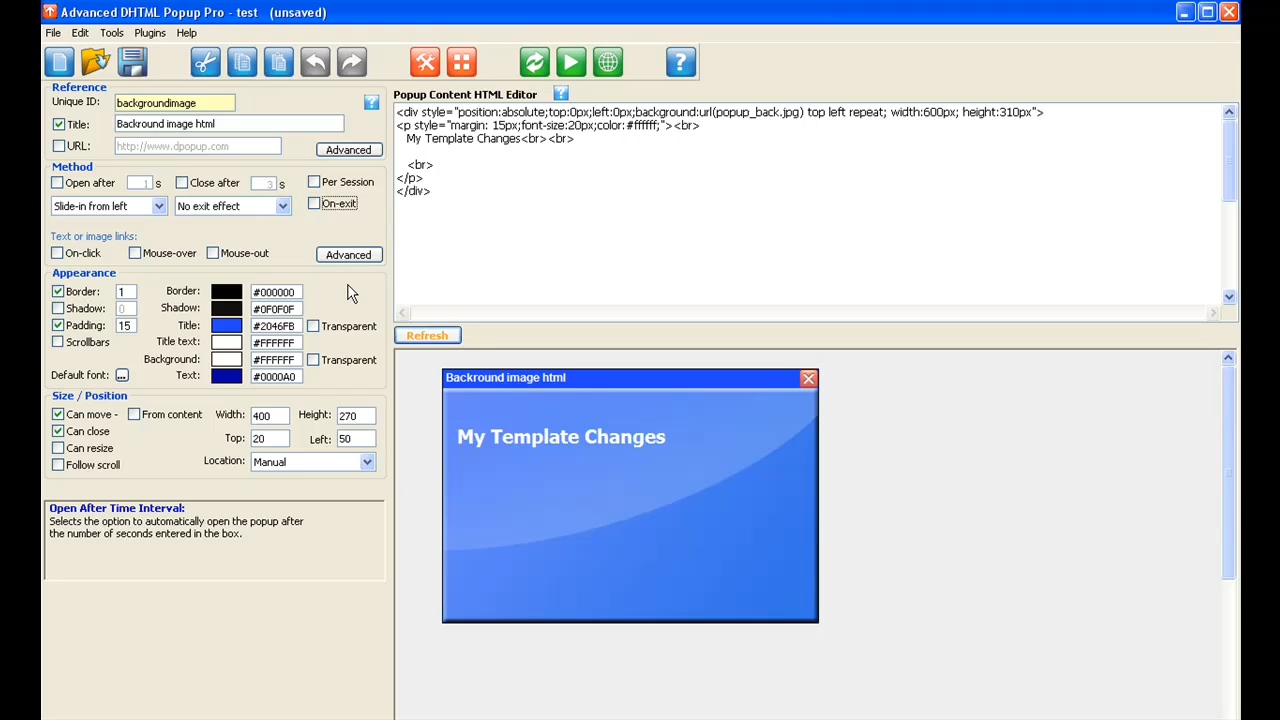 Advanced DHTML Popup Pro - test (unsaved)
File Edit Tools Plugins Help
Reference
Unique ID: backgroundimage
Title: Backround image html
URL: http://www.dpopup.com
Advanced
Method
Open after 1 s Close after 3 s Per Session
Slide-in from left No exit effect On-exit
Text or image links:
On-click Mouse-over Mouse-out Advanced
Appearance
Border: 1 Border: #000000
Shadow: 0 Shadow: #0F0F0F
Padding: 15 Title: #2046FB Transparent
Scrollbars Title text: #FFFFFF
Background: #FFFFFF Transparent
Default font: ... Text: #0000A0
Size / Position
Can move - From content Width: 400 Height: 270
Can close Top: 20 Left: 50
Can resize
Follow scroll Location: Manual
Open After Time Interval:
Selects the option to automatically open the popup after
the number of seconds entered in the box.
Popup Content HTML Editor ?
<div style="position:absolute;top:0px;left:0px;background:url(popup_back.jpg) top left repeat; width:600px; height:310px">
<p style="margin: 15px;font-size:20px;color:#ffffff;"><br>
My Template Changes<br><br>
<br>
</p>
</div>
Refresh
Backround image html
My Template Changes